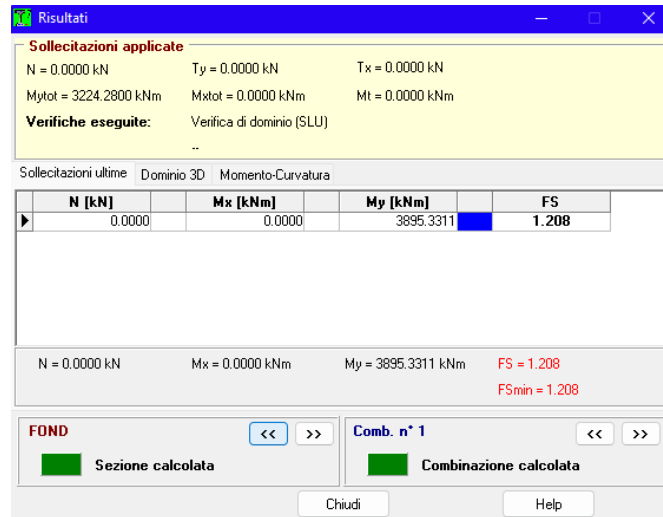 Risultati
Sollecitazioni applicate
N = 0.0000 kN Ty = 0.0000 kN Tx = 0.0000 kN
Mytot = 3224.2800 kNm Mxtot = 0.0000 kNm Mt = 0.0000 kNm
Verifiche eseguite: Verifica di dominio (SLU)
--
Sollecitazioni ultime Dominio 3D Momento-Curvatura
N [kN] Mx [kNm] My [kNm] FS
0.0000 0.0000 3895.3311 1.208
N = 0.0000 kN Mx = 0.0000 kNm My = 3895.3311 kNm FS = 1.208
FSmin = 1.208
FOND << >> Comb. n° 1 << >>
Sezione calcolata Combinazione calcolata
Chiudi Help